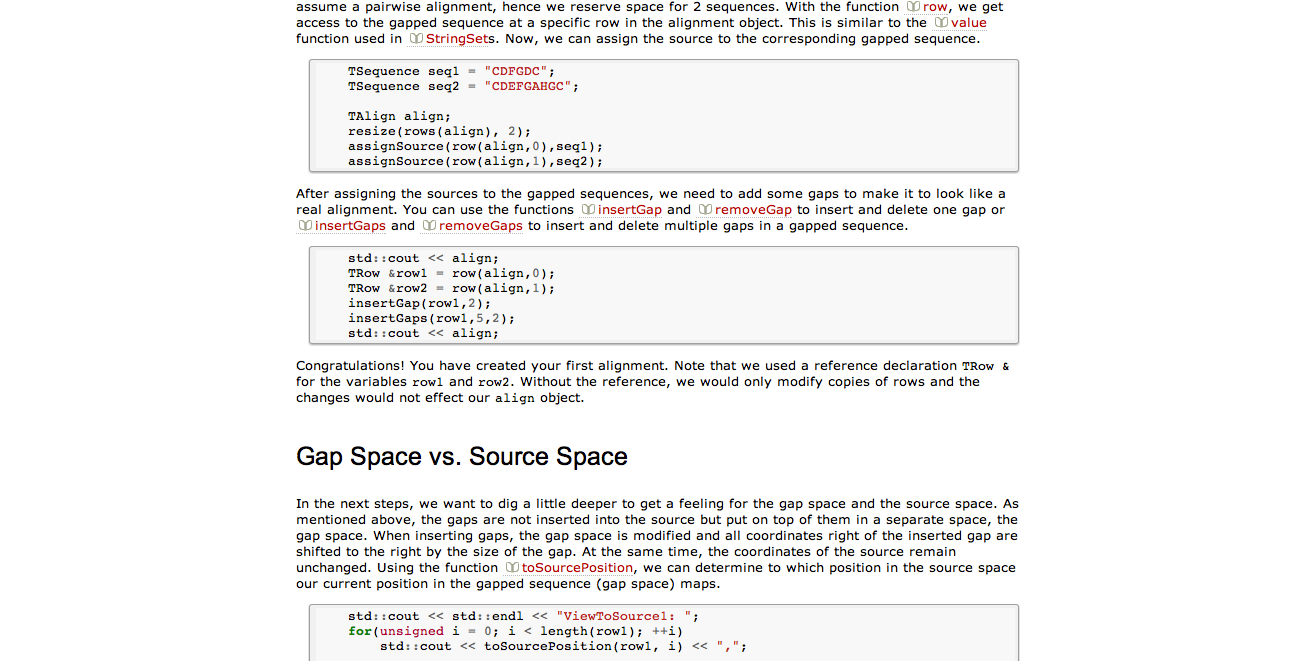 assume a pairwise alignment, hence we reserve space for 2 sequences. With the function row, we get
access to the gapped sequence at a specific row in the alignment object. This is similar to the value
function used in StringSets. Now, we can assign the source to the corresponding gapped sequence.
TSequence seq1 = "CDFGDC";
TSequence seq2 = "CDEFGAHGC";
TAlign align;
resize(rows(align), 2);
assignSource(row(align,0),seq1);
assignSource(row(align,1),seq2);
After assigning the sources to the gapped sequences, we need to add some gaps to make it to look like a
real alignment. You can use the functions insertGap and removeGap to insert and delete one gap or
insertGaps and removeGaps to insert and delete multiple gaps in a gapped sequence.
std::cout << align;
TRow &row1 = row(align,0);
TRow &row2 = row(align,1);
insertGap(row1,2);
insertGaps(row1,5,2);
std::cout << align;
Congratulations! You have created your first alignment. Note that we used a reference declaration TRow &
for the variables row1 and row2. Without the reference, we would only modify copies of rows and the
changes would not effect our align object.
Gap Space vs. Source Space
In the next steps, we want to dig a little deeper to get a feeling for the gap space and the source space. As
mentioned above, the gaps are not inserted into the source but put on top of them in a separate space, the
gap space. When inserting gaps, the gap space is modified and all coordinates right of the inserted gap are
shifted to the right by the size of the gap. At the same time, the coordinates of the source remain
unchanged. Using the function toSourcePosition, we can determine to which position in the source space
our current position in the gapped sequence (gap space) maps.
std::cout << std::endl << "ViewToSource1: ";
for(unsigned i = 0; i < length(row1); ++i)
std::cout << toSourcePosition(row1, i) << ",";